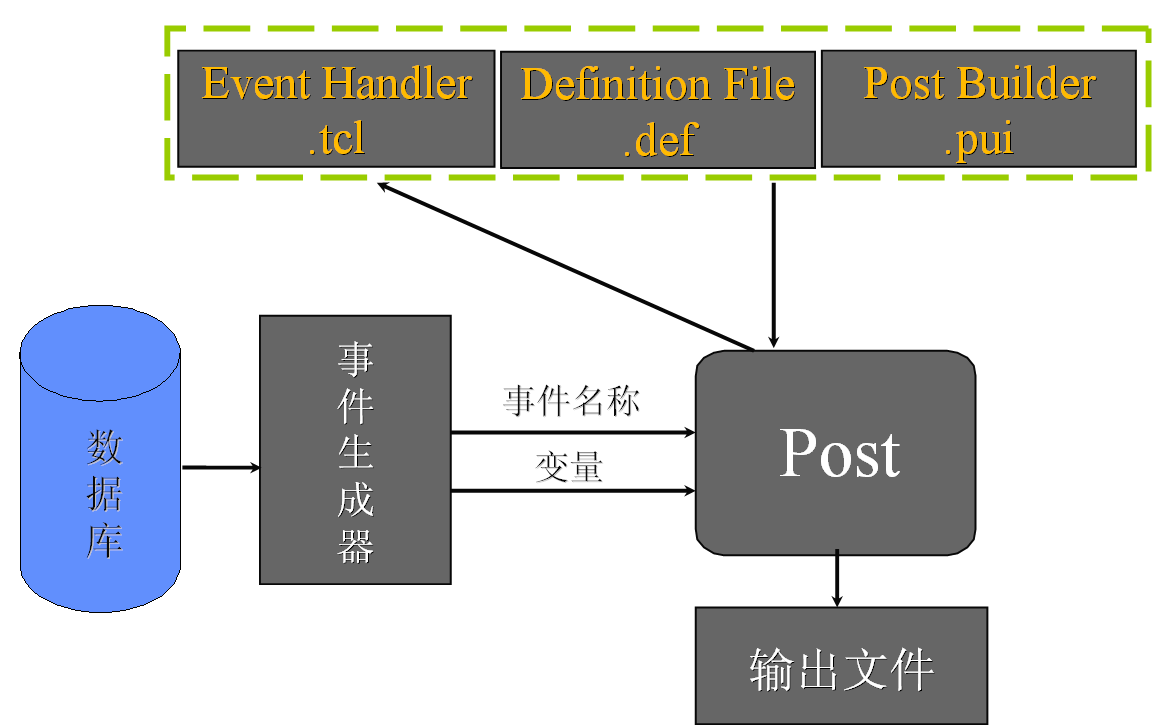 Event Handler
.tcl
Definition File
.def
Post Builder
.pui
数据库
事件生成器
事件名称
变量
Post
输出文件